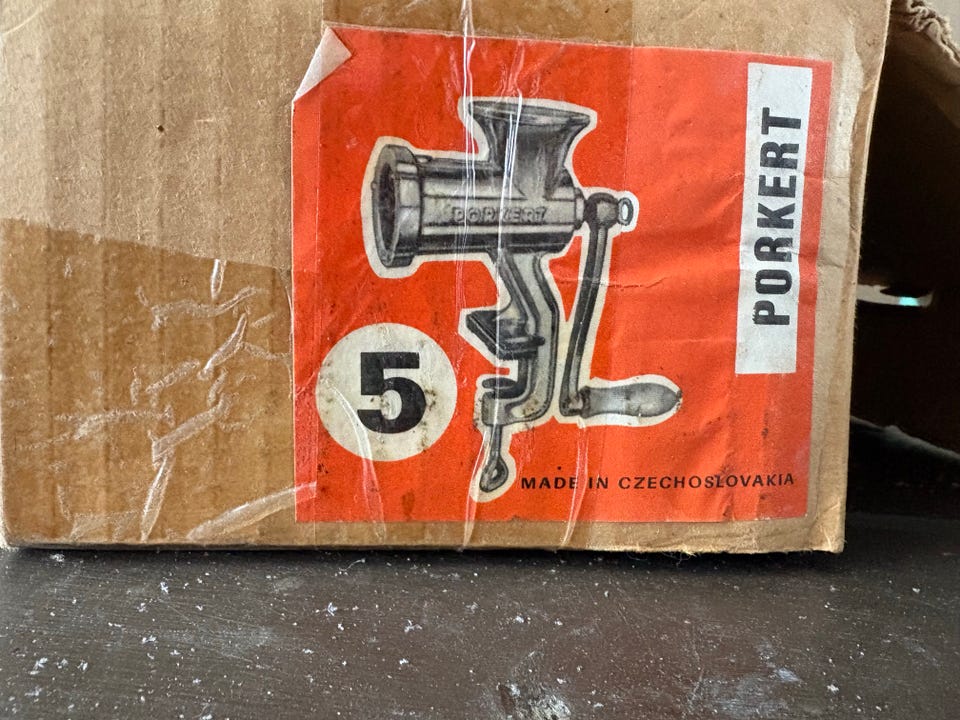 PORKERT
PORKERT
5
MADE IN CZECHOSLOVAKIA